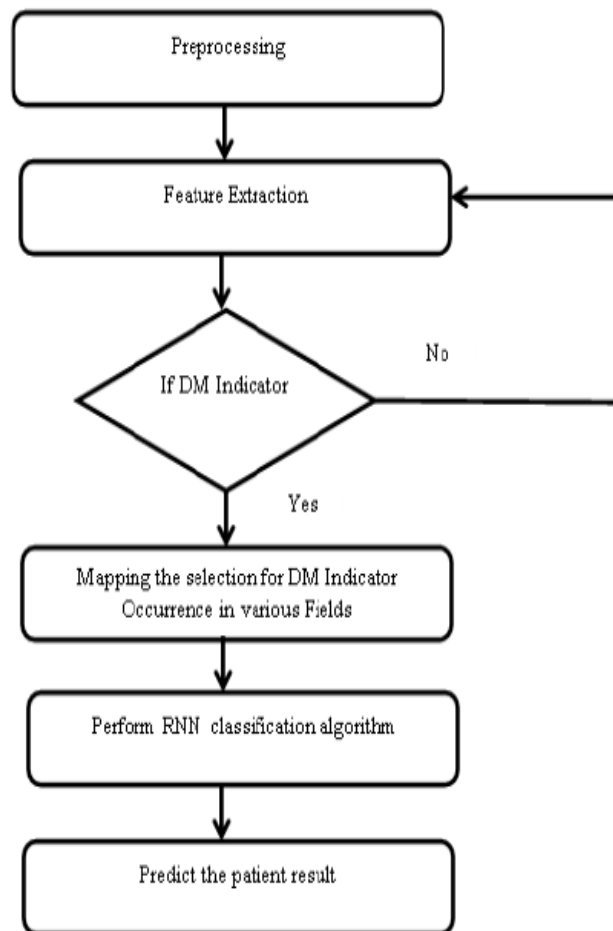 Preprocessing
Feature Extraction
If DM Indicator
No
Yes
Mapping the selection for DM Indicator
Occurrence in various Fields
Perform RNN classification algorithm
Predict the patient result